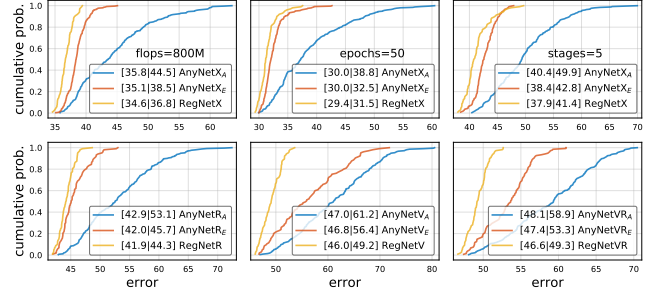 cumulative prob.
1.0
0.8
0.6
0.4
0.2
0.0
flops=800M
[35.8|44.5] AnyNetX_A
[35.1|38.5] AnyNetX_E
[34.6|36.8] RegNetX
35 40 45 50 55 60
epochs=50
[30.0|38.8] AnyNetX_A
[30.0|32.5] AnyNetX_E
[29.4|31.5] RegNetX
30 35 40 45 50 55 60
stages=5
[40.4|49.9] AnyNetX_A
[38.4|42.8] AnyNetX_E
[37.9|41.4] RegNetX
40 45 50 55 60 65 70
cumulative prob.
1.0
0.8
0.6
0.4
0.2
0.0
[42.9|53.1] AnyNetR_A
[42.0|45.7] AnyNetR_E
[41.9|44.3] RegNetR
45 50 55 60 65 70
error
[47.0|61.2] AnyNetV_A
[46.8|56.4] AnyNetV_E
[46.0|49.2] RegNetV
50 60 70 80
error
[48.1|58.9] AnyNetVR_A
[47.4|53.3] AnyNetVR_E
[46.6|49.3] RegNetVR
50 55 60 65 70
error